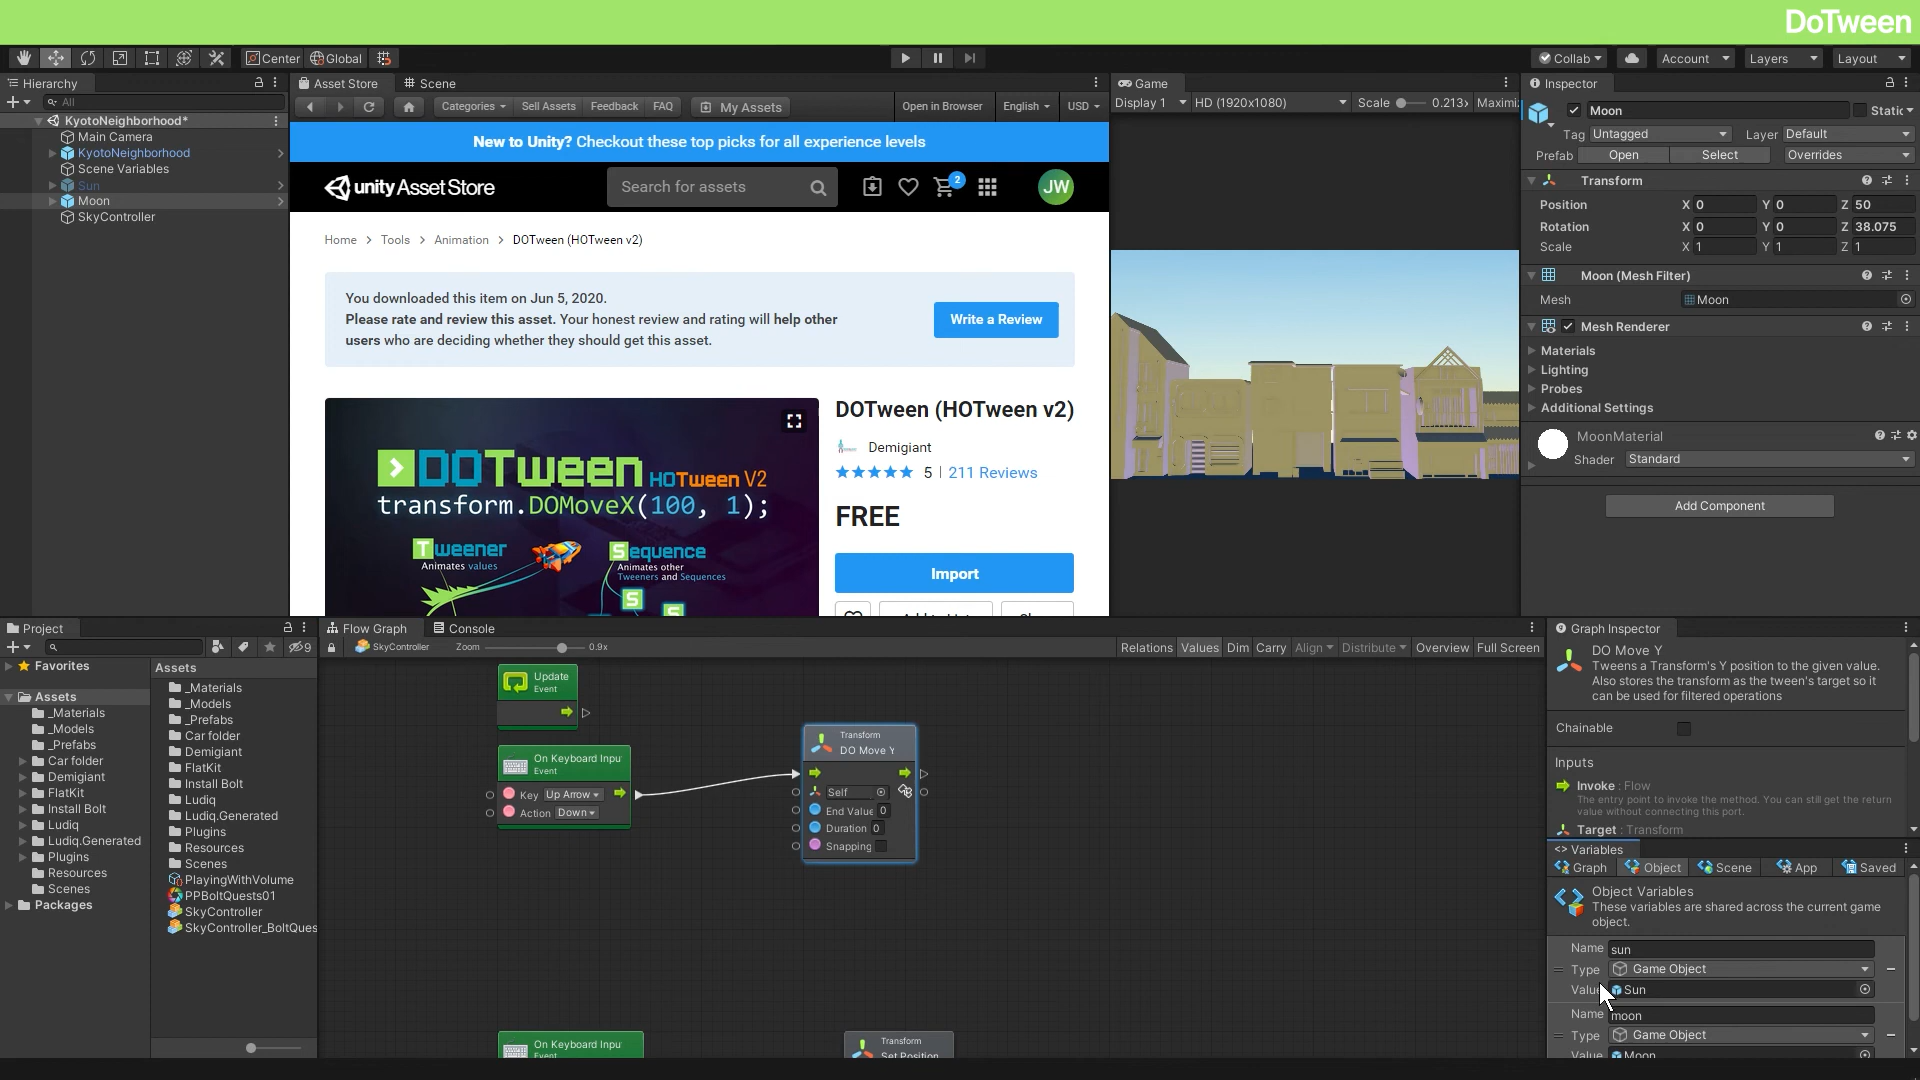 DoTween
Center
Global
Collab
Account
Layers
Layout
Hierarchy
All
KyotoNeighborhood*
Main Camera
KyotoNeighborhood
Scene Variables
Sun
Moon
SkyController
Asset Store
Scene
Categories
Sell Assets
Feedback
FAQ
My Assets
Open in Browser
English
USD
New to Unity? Checkout these top picks for all experience levels
unity Asset Store
Search for assets
2
JW
Home > Tools > Animation > DOTween (HOTween v2)
You downloaded this item on Jun 5, 2020.
Please rate and review this asset. Your honest review and rating will help other
users who are deciding whether they should get this asset.
Write a Review
DOTween HOTween V2
transform.DOMoveX(100, 1);
Tweener
Animates values
Sequence
Animates other
Tweeners and Sequences
S
S
DOTween (HOTween v2)
Demigiant
5 | 211 Reviews
FREE
Import
Game
Display 1
HD (1920x1080)
Scale
0.213
Maximi
Inspector
Moon
Static
Tag Untagged
Layer Default
Prefab Open Select Overrides
Transform
Position X 0 Y 0 Z 50
Rotation X 0 Y 0 Z 38.075
Scale X 1 Y 1 Z 1
Moon (Mesh Filter)
Mesh Moon
Mesh Renderer
Materials
Lighting
Probes
Additional Settings
MoonMaterial
Shader Standard
Add Component
Project
9
Favorites
Assets
_Materials
_Models
_Prefabs
Car folder
Demigiant
FlatKit
Install Bolt
Ludiq
Ludiq.Generated
Plugins
Resources
Scenes
Packages
Assets
_Materials
_Models
_Prefabs
Car folder
Demigiant
FlatKit
Install Bolt
Ludiq
Ludiq.Generated
Plugins
Resources
Scenes
PlayingWithVolume
PPBoltQuests01
SkyController
SkyController_BoltQues
Flow Graph
Console
SkyController
Zoom
0.9x
Relations
Values
Dim
Carry
Align
Distribute
Overview
Full Screen
Update
Event
On Keyboard Inpu
Event
Key Up Arrow
Action Down
Transform
DO Move Y
Self
End Value 0
Duration 0
Snapping
On Keyboard Inpu
Event
Transform
Set Position
Graph Inspector
DO Move Y
Tweens a Transform's Y position to the given value.
Also stores the transform as the tween's target so it
can be used for filtered operations
Chainable
Inputs
Invoke : Flow
The entry point to invoke the method. You can still get the return
value without connecting this port.
Target : Transform
Variables
Graph
Object
Scene
App
Saved
Object Variables
These variables are shared across the current game
object.
Name sun
Type Game Object
Value Sun
Name moon
Type Game Object
Value Moon